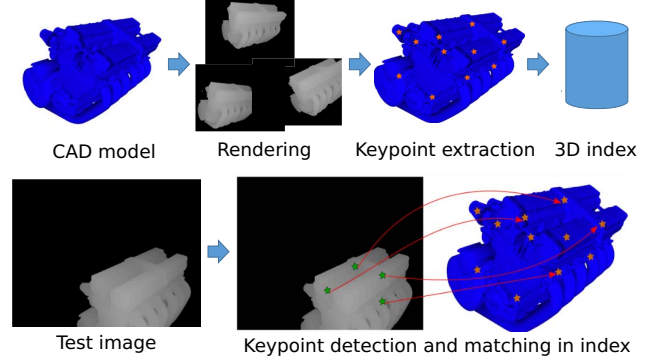 CAD model
Rendering
Keypoint extraction
3D index
Test image
Keypoint detection and matching in index